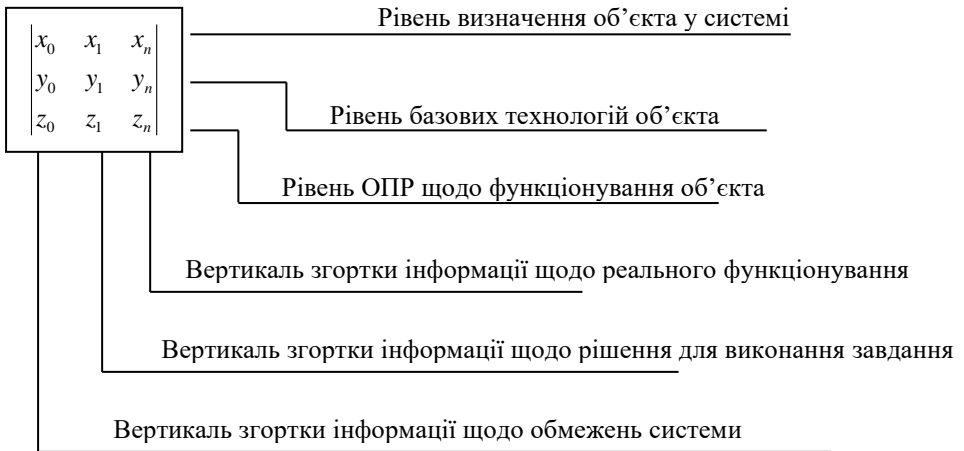 Рівень визначення об’єкта у системі
x₀ x₁ xₙ
y₀ y₁ yₙ
z₀ z₁ zₙ
Рівень базових технологій об’єкта
Рівень ОПР щодо функціонування об’єкта
Вертикаль згортки інформації щодо реального функціонування
Вертикаль згортки інформації щодо рішення для виконання завдання
Вертикаль згортки інформації щодо обмежень системи